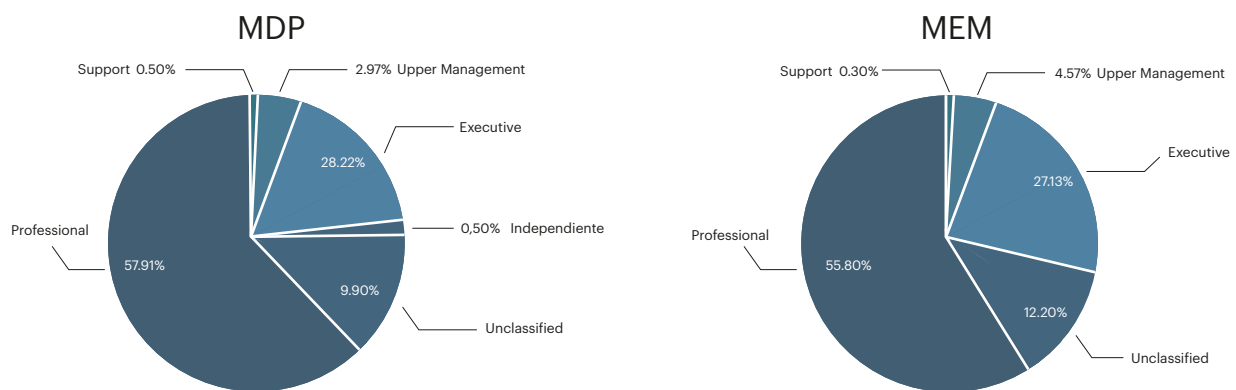 MDP
Support 0.50%
2.97% Upper Management
Executive
28.22%
0,50% Independiente
Professional
57.91%
9.90%
Unclassified
MEM
Support 0.30%
4.57% Upper Management
Executive
27.13%
Professional
55.80%
12.20%
Unclassified